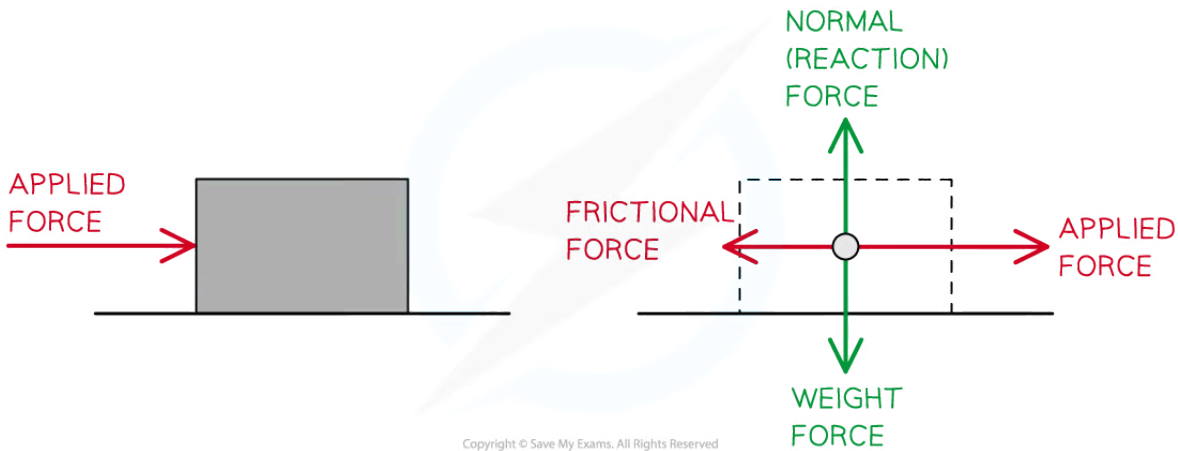 APPLIED
FORCE
NORMAL
(REACTION)
FORCE
FRICTIONAL
FORCE
APPLIED
FORCE
WEIGHT
FORCE
Copyright © Save My Exams. All Rights Reserved